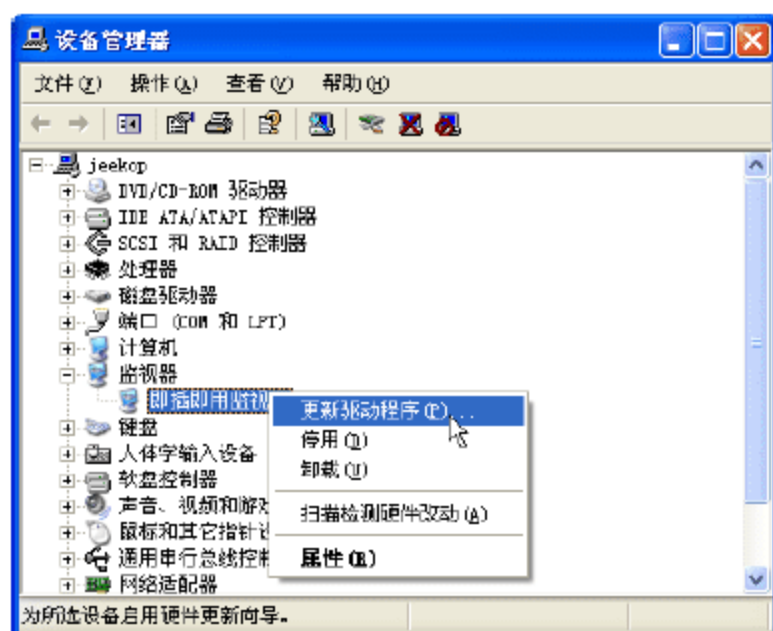 设备管理器
文件(F) 操作(A) 查看(V) 帮助(H)
jeekop
DVD/CD-ROM 驱动器
IDE ATA/ATAPI 控制器
SCSI 和 RAID 控制器
处理器
磁盘驱动器
端口 (COM 和 LPT)
计算机
监视器
即插即用监视
更新驱动程序(P)...
键盘
停用(D)
人体字输入设备
卸载(U)
软盘控制器
声音、视频和游戏
扫描检测硬件改动(A)
鼠标和其它指针设
通用串行总线控制
属性(R)
网络适配器
为所选设备启用硬件更新向导。